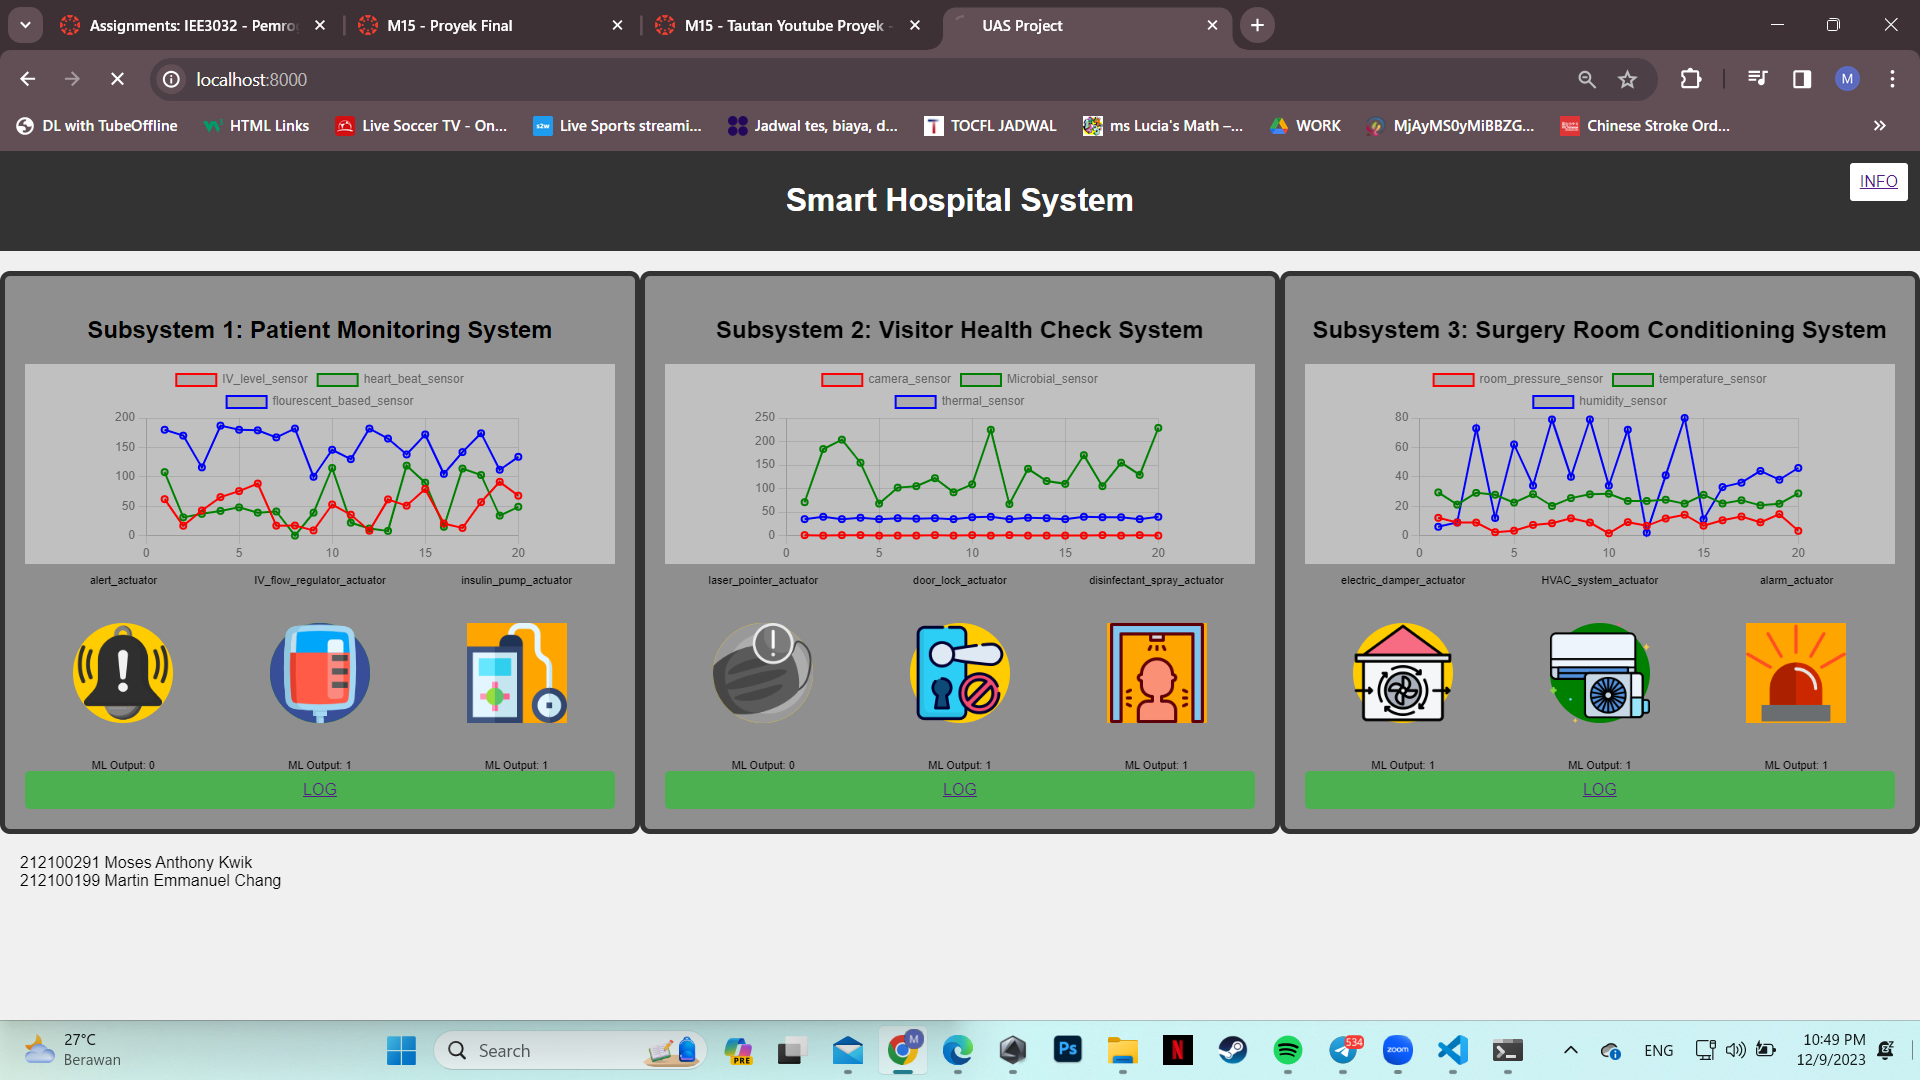 Assignments: IEE3032 - Pemro
M15 - Proyek Final
M15 - Tautan Youtube Proyek -
UAS Project
localhost:8000
M
DL with TubeOffline
HTML Links
Live Soccer TV - On...
Live Sports streami...
Jadwal tes, biaya, d...
TOCFL JADWAL
ms Lucia's Math –...
WORK
MjAyMS0yMiBBZG...
Chinese Stroke Ord...
Smart Hospital System
INFO
Subsystem 1: Patient Monitoring System
IV_level_sensor heart_beat_sensor
flourescent_based_sensor
200
150
100
50
0
0 5 10 15 20
alert_actuator IV_flow_regulator_actuator insulin_pump_actuator
ML Output: 0 ML Output: 1 ML Output: 1
LOG
Subsystem 2: Visitor Health Check System
camera_sensor Microbial_sensor
thermal_sensor
250
200
150
100
50
0
0 5 10 15 20
laser_pointer_actuator door_lock_actuator disinfectant_spray_actuator
ML Output: 0 ML Output: 1 ML Output: 1
LOG
Subsystem 3: Surgery Room Conditioning System
room_pressure_sensor temperature_sensor
humidity_sensor
80
60
40
20
0
0 5 10 15 20
electric_damper_actuator HVAC_system_actuator alarm_actuator
ML Output: 1 ML Output: 1 ML Output: 1
LOG
212100291 Moses Anthony Kwik
212100199 Martin Emmanuel Chang
27°C
Berawan
Search
PRE
M
Ps
N
534
zoom
ENG
10:49 PM
12/9/2023